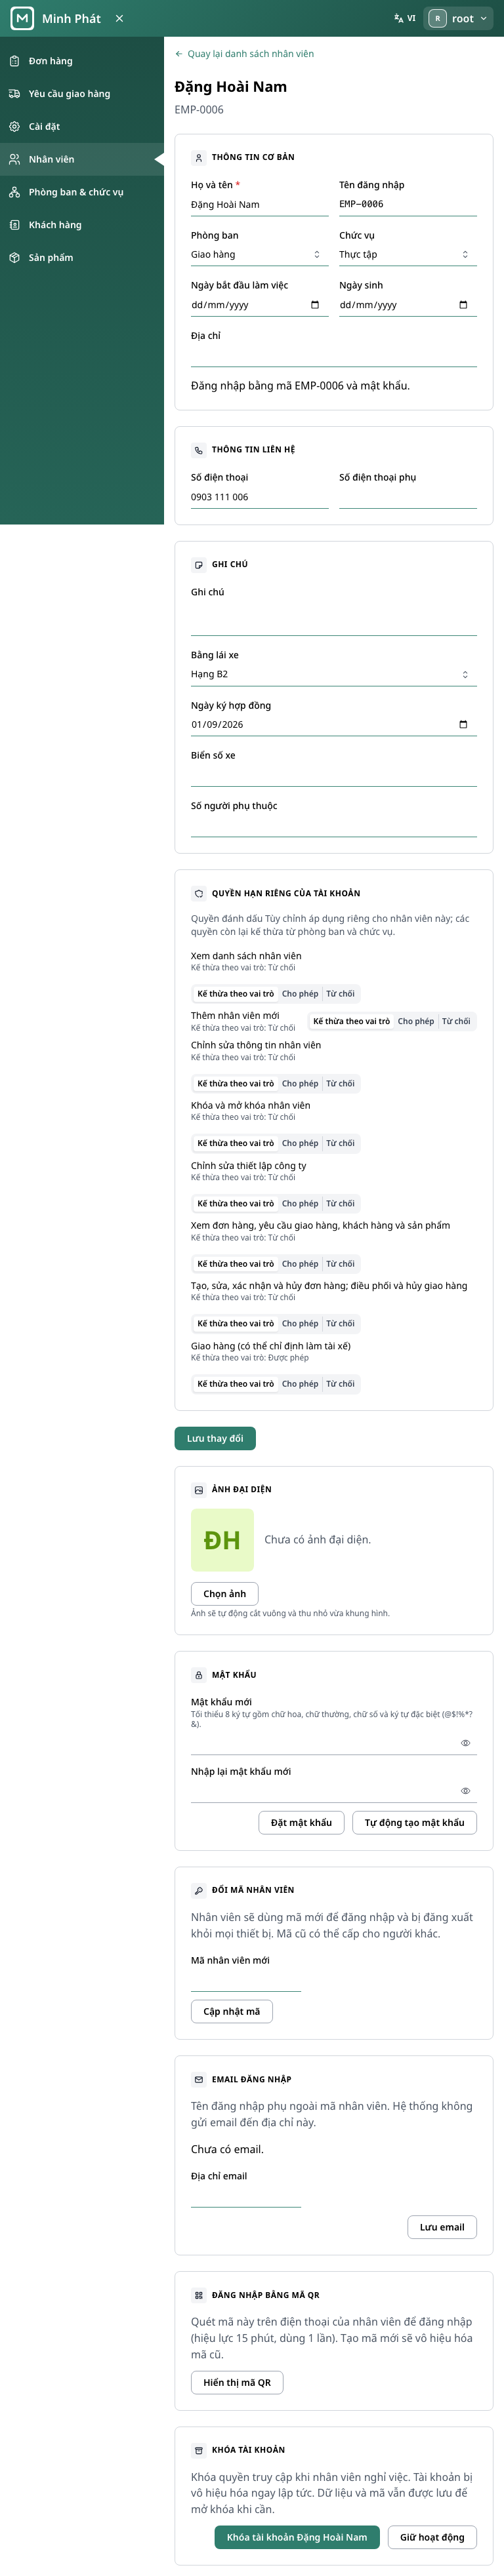 Minh Phát
VI
R
root
Đơn hàng
Yêu cầu giao hàng
Cài đặt
Nhân viên
Phòng ban & chức vụ
Khách hàng
Sản phẩm
Quay lại danh sách nhân viên
Đặng Hoài Nam
EMP-0006
THÔNG TIN CƠ BẢN
Họ và tên *
Tên đăng nhập
Đặng Hoài Nam
EMP-0006
Phòng ban
Chức vụ
Giao hàng
Thực tập
Ngày bắt đầu làm việc
Ngày sinh
dd/mm/yyyy
dd/mm/yyyy
Địa chỉ
Đăng nhập bằng mã EMP-0006 và mật khẩu.
THÔNG TIN LIÊN HỆ
Số điện thoại
Số điện thoại phụ
0903 111 006
GHI CHÚ
Ghi chú
Bằng lái xe
Hạng B2
Ngày ký hợp đồng
01/09/2026
Biển số xe
Số người phụ thuộc
QUYỀN HẠN RIÊNG CỦA TÀI KHOẢN
Quyền đánh dấu Tùy chỉnh áp dụng riêng cho nhân viên này; các
quyền còn lại kế thừa từ phòng ban và chức vụ.
Xem danh sách nhân viên
Kế thừa theo vai trò: Từ chối
Kế thừa theo vai trò Cho phép Từ chối
Thêm nhân viên mới
Kế thừa theo vai trò: Từ chối
Kế thừa theo vai trò Cho phép Từ chối
Chỉnh sửa thông tin nhân viên
Kế thừa theo vai trò: Từ chối
Kế thừa theo vai trò Cho phép Từ chối
Khóa và mở khóa nhân viên
Kế thừa theo vai trò: Từ chối
Kế thừa theo vai trò Cho phép Từ chối
Chỉnh sửa thiết lập công ty
Kế thừa theo vai trò: Từ chối
Kế thừa theo vai trò Cho phép Từ chối
Xem đơn hàng, yêu cầu giao hàng, khách hàng và sản phẩm
Kế thừa theo vai trò: Từ chối
Kế thừa theo vai trò Cho phép Từ chối
Tạo, sửa, xác nhận và hủy đơn hàng; điều phối và hủy giao hàng
Kế thừa theo vai trò: Từ chối
Kế thừa theo vai trò Cho phép Từ chối
Giao hàng (có thể chỉ định làm tài xế)
Kế thừa theo vai trò: Được phép
Kế thừa theo vai trò Cho phép Từ chối
Lưu thay đổi
ẢNH ĐẠI DIỆN
ĐH
Chưa có ảnh đại diện.
Chọn ảnh
Ảnh sẽ tự động cắt vuông và thu nhỏ vừa khung hình.
MẬT KHẨU
Mật khẩu mới
Tối thiểu 8 ký tự gồm chữ hoa, chữ thường, chữ số và ký tự đặc biệt (@$!%*?
&).
Nhập lại mật khẩu mới
Đặt mật khẩu
Tự động tạo mật khẩu
ĐỔI MÃ NHÂN VIÊN
Nhân viên sẽ dùng mã mới để đăng nhập và bị đăng xuất
khỏi mọi thiết bị. Mã cũ có thể cấp cho người khác.
Mã nhân viên mới
Cập nhật mã
EMAIL ĐĂNG NHẬP
Tên đăng nhập phụ ngoài mã nhân viên. Hệ thống không
gửi email đến địa chỉ này.
Chưa có email.
Địa chỉ email
Lưu email
ĐĂNG NHẬP BẰNG MÃ QR
Quét mã này trên điện thoại của nhân viên để đăng nhập
(hiệu lực 15 phút, dùng 1 lần). Tạo mã mới sẽ vô hiệu hóa
mã cũ.
Hiển thị mã QR
KHÓA TÀI KHOẢN
Khóa quyền truy cập khi nhân viên nghỉ việc. Tài khoản bị
vô hiệu hóa ngay lập tức. Dữ liệu và mã vẫn được lưu để
mở khóa khi cần.
Khóa tài khoản Đặng Hoài Nam
Giữ hoạt động